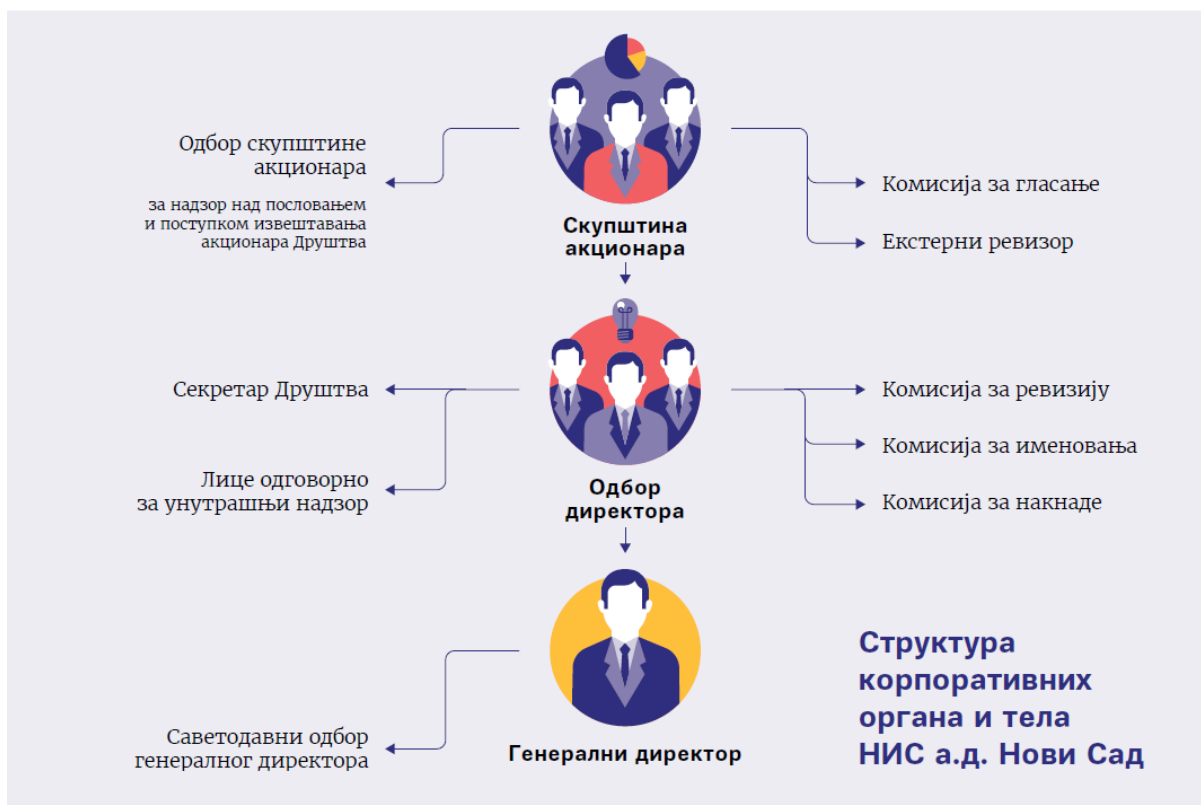 Одбор скупштине
акционара
за надзор над пословањем
и поступком извештавања
акционара Друштва
Скупштина
акционара
Комисија за гласање
Екстерни ревизор
Секретар Друштва
Лице одговорно
за унутрашњи надзор
Одбор
директора
Комисија за ревизију
Комисија за именовања
Комисија за накнаде
Саветодавни одбор
генералног директора
Генерални директор
Структура
корпоративних
органа и тела
НИС а.д. Нови Сад